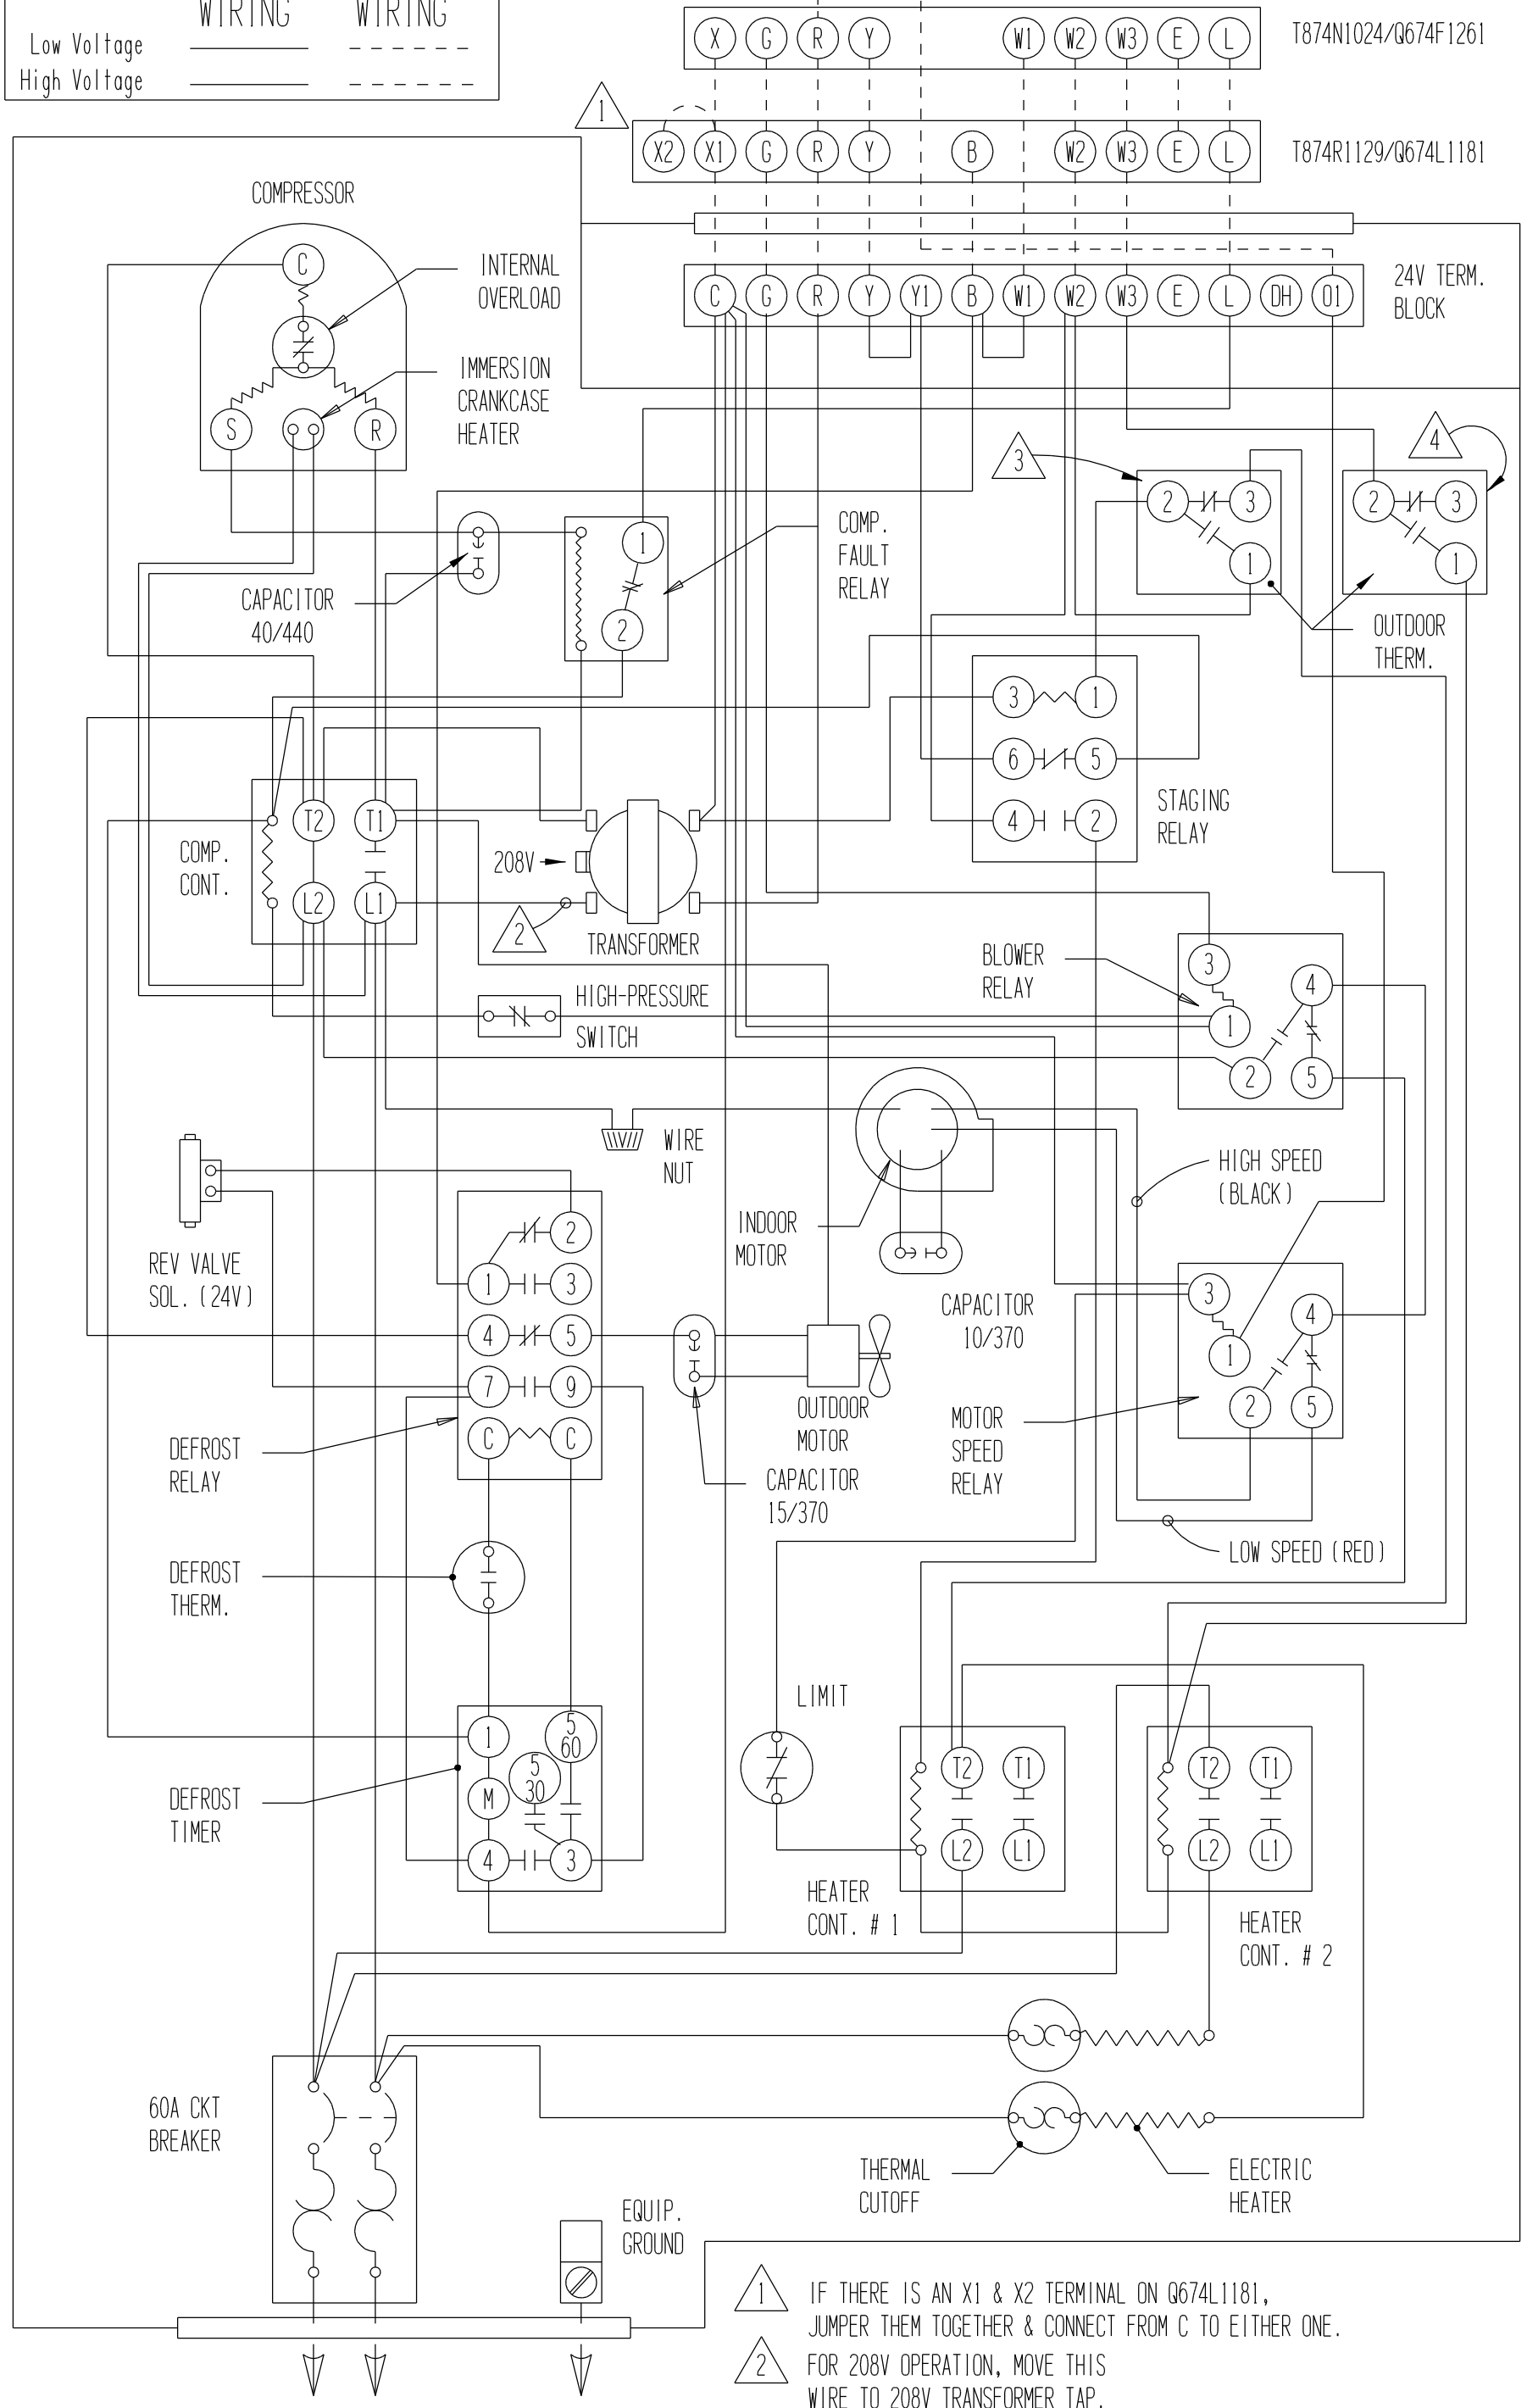 WIRING WIRING
Low Voltage
High Voltage
X G R Y W1 W2 W3 E L
T874N1024/Q674F1261
1
X2 X1 G R Y B W2 W3 E L
T874R1129/Q674L1181
COMPRESSOR
C
INTERNAL
OVERLOAD
C G R Y Y1 B W1 W2 W3 E L DH O1
24V TERM.
BLOCK
IMMERSION
CRANKCASE
HEATER
S R
3
4
2 3
1
2 3
1
OUTDOOR
THERM.
CAPACITOR
40/440
1
2
COMP.
FAULT
RELAY
3 1
6 5
4 2
STAGING
RELAY
T2 T1
L2 L1
COMP.
CONT.
208V
2
TRANSFORMER
HIGH-PRESSURE
SWITCH
BLOWER
RELAY
3
4
1
2 5
WIRE
NUT
INDOOR
MOTOR
HIGH SPEED
(BLACK)
REV VALVE
SOL. (24V)
2
1 3
4 5
7 9
C C
DEFROST
RELAY
CAPACITOR
10/370
OUTDOOR
MOTOR
CAPACITOR
15/370
3
4
1
2 5
MOTOR
SPEED
RELAY
LOW SPEED (RED)
DEFROST
THERM.
LIMIT
1
5
60
5
30
M
4 3
DEFROST
TIMER
T2 T1
L2 L1
HEATER
CONT. # 1
T2 T1
L2 L1
HEATER
CONT. # 2
60A CKT
BREAKER
THERMAL
CUTOFF
ELECTRIC
HEATER
EQUIP.
GROUND
1 IF THERE IS AN X1 & X2 TERMINAL ON Q674L1181,
JUMPER THEM TOGETHER & CONNECT FROM C TO EITHER ONE.
2 FOR 208V OPERATION, MOVE THIS
WIRE TO 208V TRANSFORMER TAP.